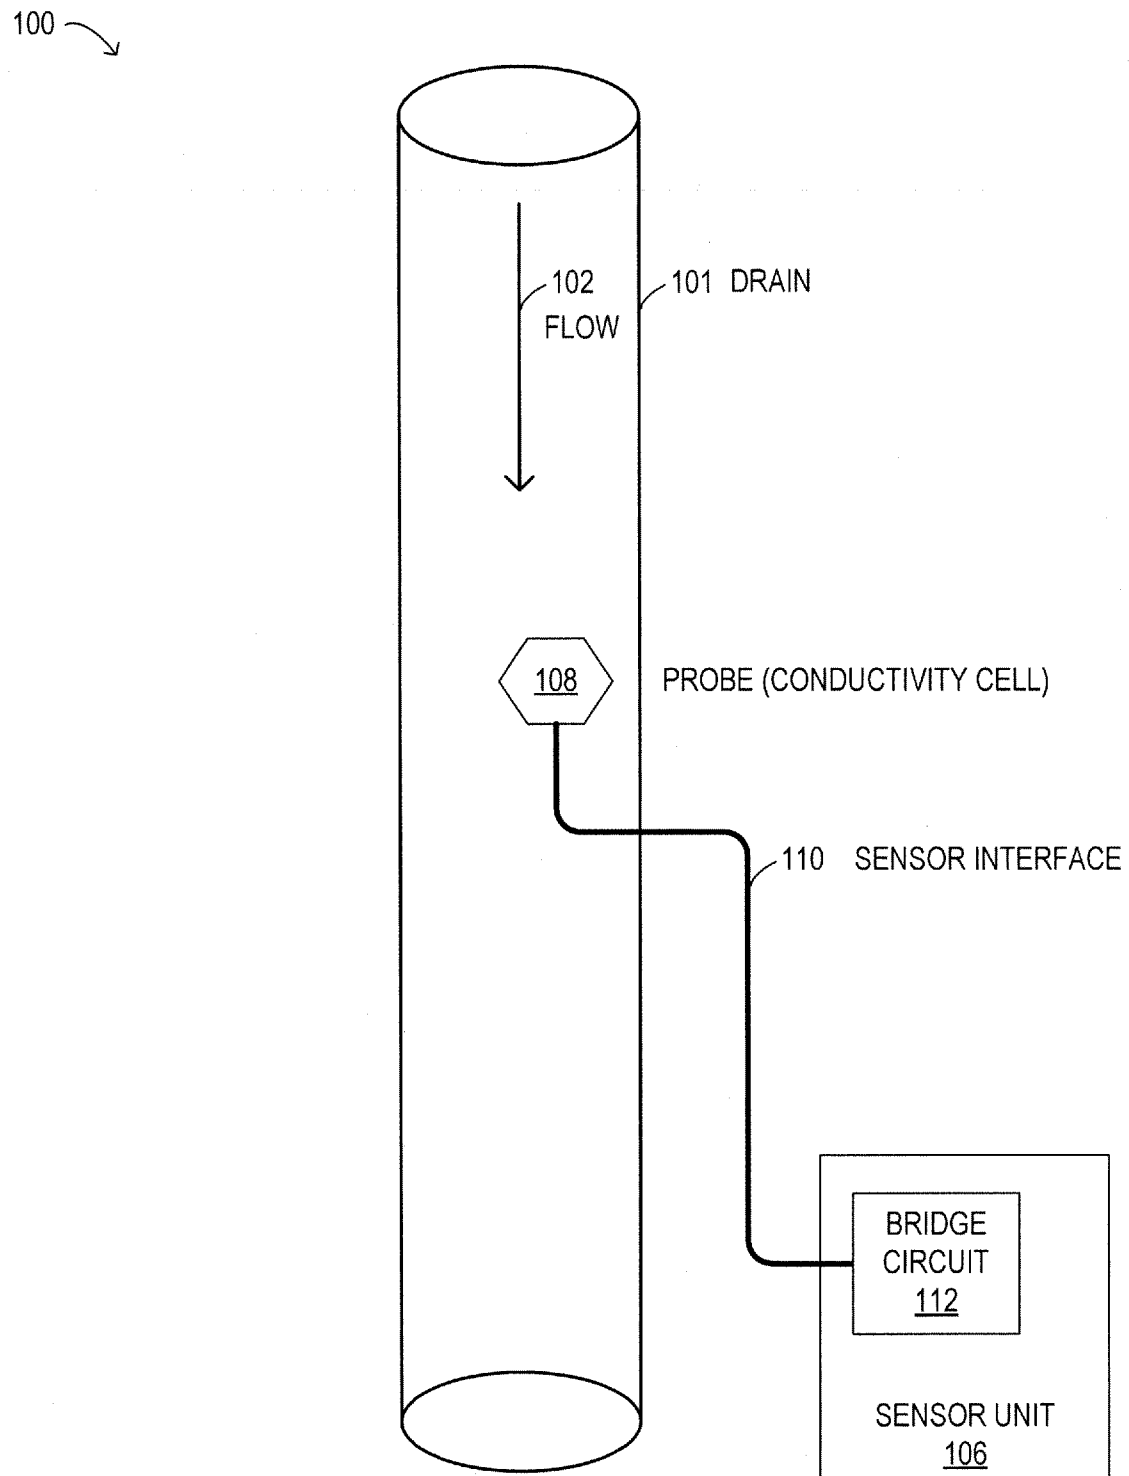 100
102
FLOW
101 DRAIN
108
PROBE (CONDUCTIVITY CELL)
110 SENSOR INTERFACE
BRIDGE
CIRCUIT
112
SENSOR UNIT
106